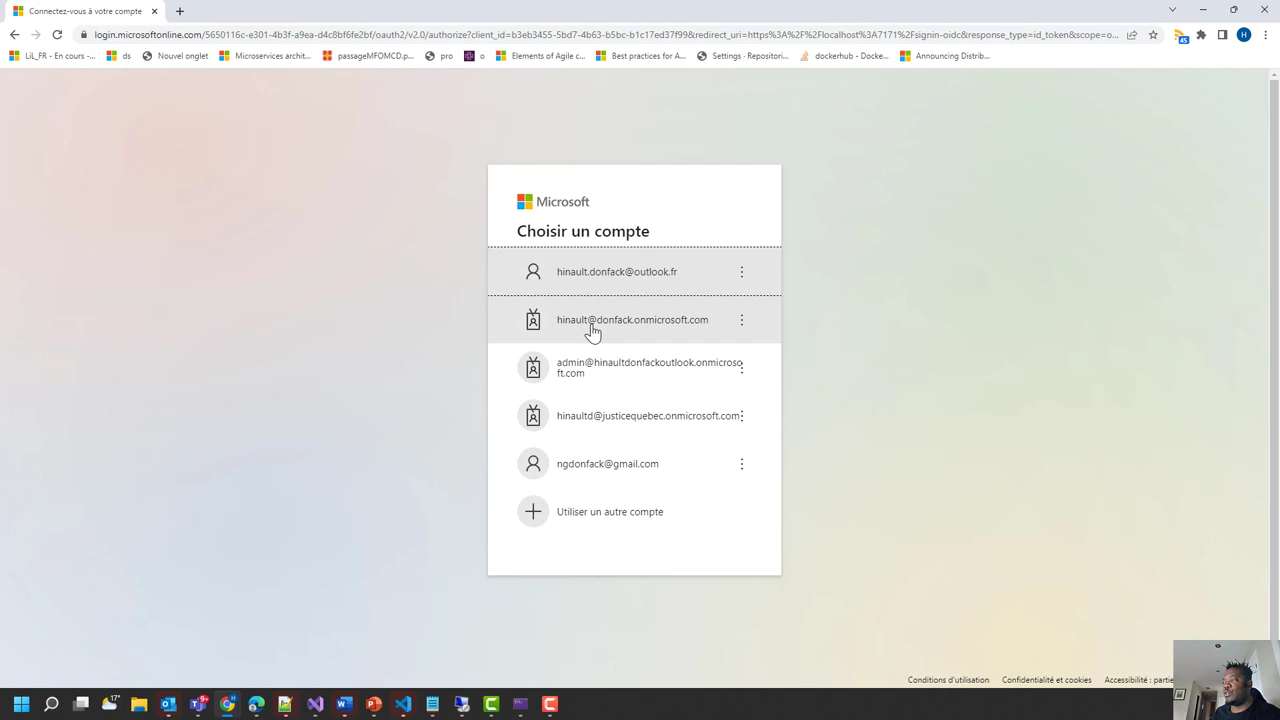 Connectez-vous à votre compte
login.microsoftonline.com/5650116c-e301-4b3f-a9ea-d4c8bf6fe2bf/oauth2/v2.0/authorize?client_id=b3eb3455-5bd7-4b63-b5bc-b1c17ed37f99&redirect_uri=https%3A%2F%2Flocalhost%3A7171%2Fsignin-oidc&response_type=id_token&scope=o...
45
H
LiL_FR - En cours -...
ds
Nouvel onglet
Microservices archit...
passageMFOMCD.p...
pro
o
Elements of Agile c...
Best practices for A...
Settings · Repositori...
dockerhub - Docke...
Announcing Distrib...
Microsoft
Choisir un compte
hinault.donfack@outlook.fr
hinault@donfack.onmicrosoft.com
admin@hinaultdonfackoutlook.onmicroso
ft.com
hinaultd@justicequebec.onmicrosoft.com
ngdonfack@gmail.com
Utiliser un autre compte
Conditions d'utilisation
Confidentialité et cookies
Accessibilité : partie
17°